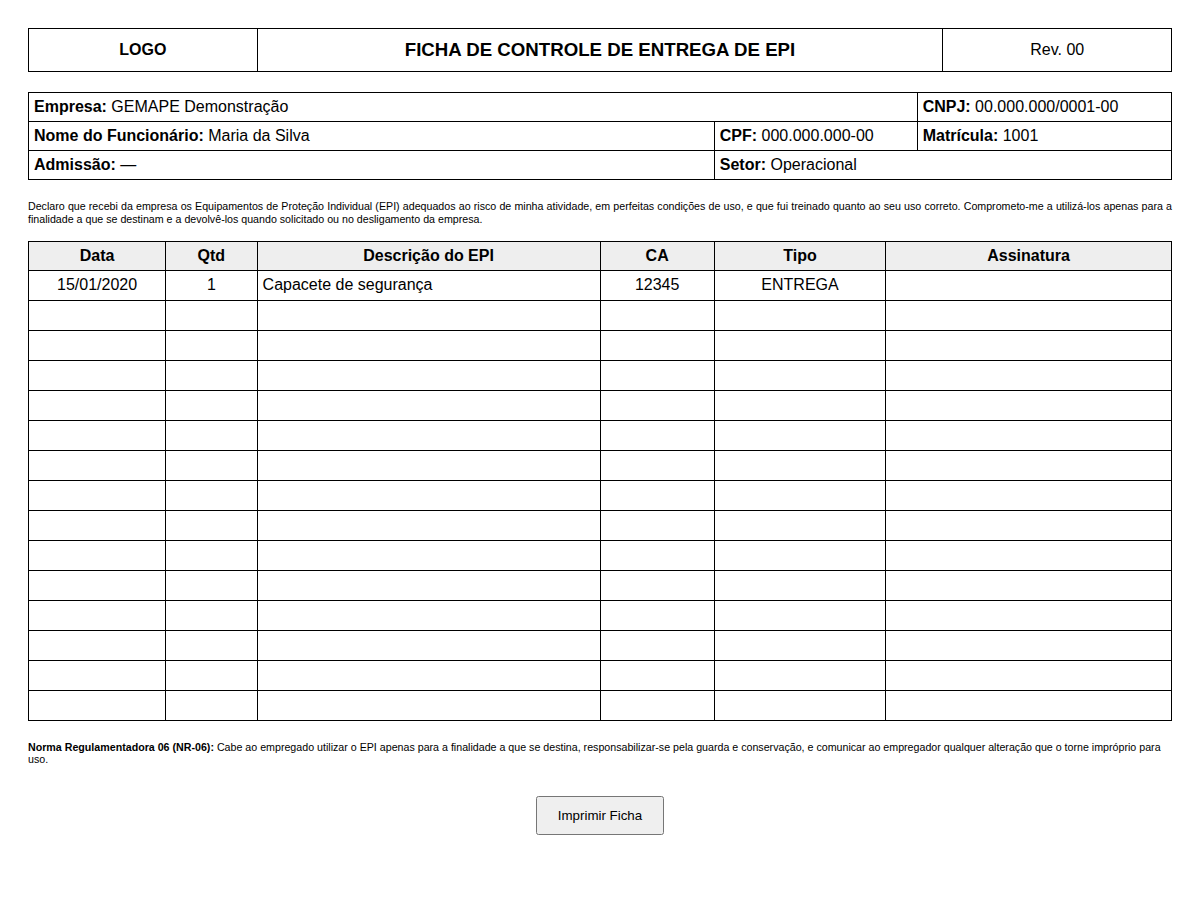 LOGO FICHA DE CONTROLE DE ENTREGA DE EPI Rev. 00
Empresa: GEMAPE Demonstração CNPJ: 00.000.000/0001-00
Nome do Funcionário: Maria da Silva CPF: 000.000.000-00 Matrícula: 1001
Admissão: — Setor: Operacional
Declaro que recebi da empresa os Equipamentos de Proteção Individual (EPI) adequados ao risco de minha atividade, em perfeitas condições de uso, e que fui treinado quanto ao seu uso correto. Comprometo-me a utilizá-los apenas para a
finalidade a que se destinam e a devolvê-los quando solicitado ou no desligamento da empresa.
Data Qtd Descrição do EPI CA Tipo Assinatura
15/01/2020 1 Capacete de segurança 12345 ENTREGA
Norma Regulamentadora 06 (NR-06): Cabe ao empregado utilizar o EPI apenas para a finalidade a que se destina, responsabilizar-se pela guarda e conservação, e comunicar ao empregador qualquer alteração que o torne impróprio para
uso.
Imprimir Ficha